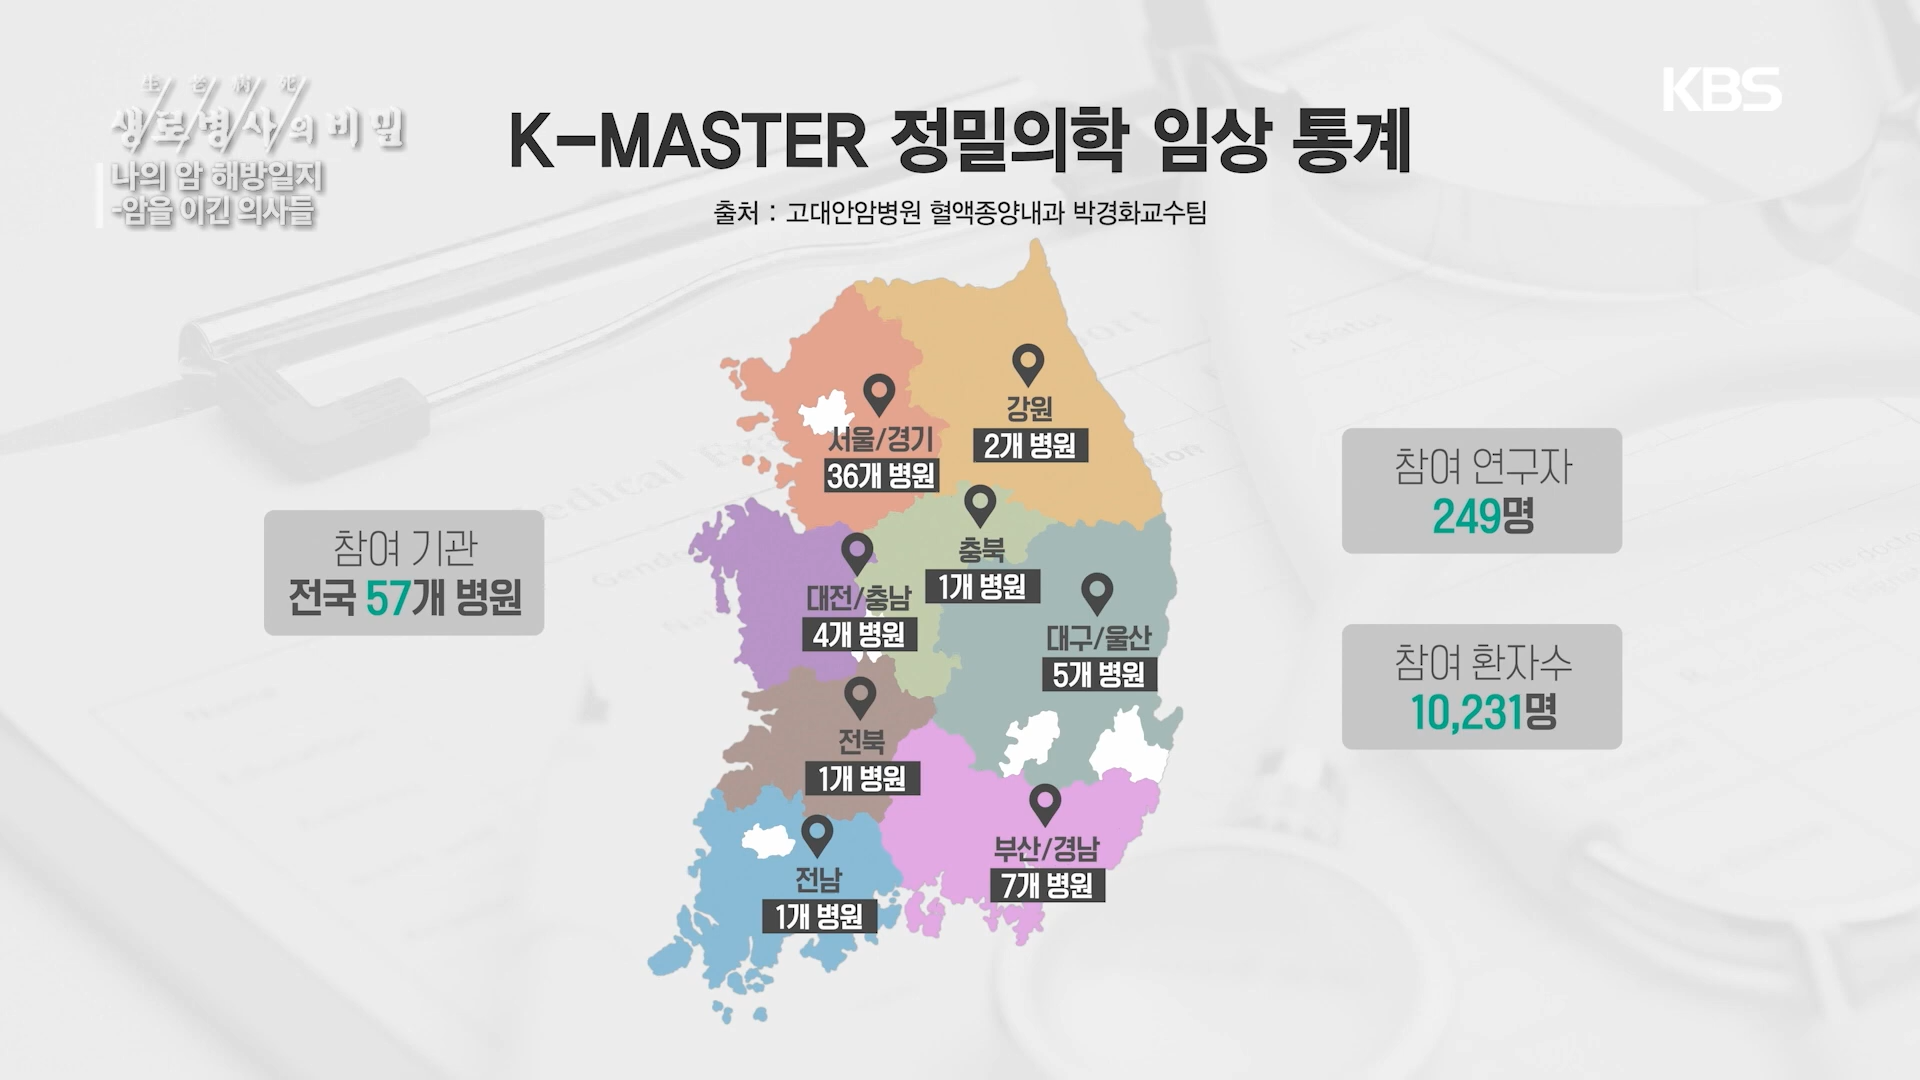 生老病死
생로병사의 비밀
나의 암 해방일지
-암을 이긴 의사들
KBS
K-MASTER 정밀의학 임상 통계
출처 : 고대안암병원 혈액종양내과 박경화교수팀
강원
2개 병원
서울/경기
36개 병원
충북
1개 병원
대전/충남
4개 병원
대구/울산
5개 병원
전북
1개 병원
부산/경남
7개 병원
전남
1개 병원
참여 기관
전국 57개 병원
참여 연구자
249명
참여 환자수
10,231명